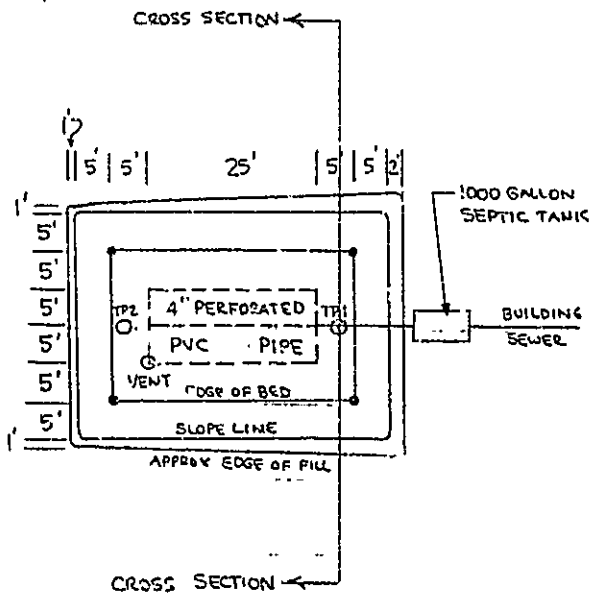 CROSS SECTION
1'
5' 5' 25' 5' 5' 2'
1000 GALLON
SEPTIC TANK
1'
5'
5'
5'
5'
5'
5'
1'
TP2
4" PERFORATED
TP1
PVC PIPE
VENT
BUILDING
SEWER
EDGE OF BED
SLOPE LINE
APPROX EDGE OF FILL
CROSS SECTION